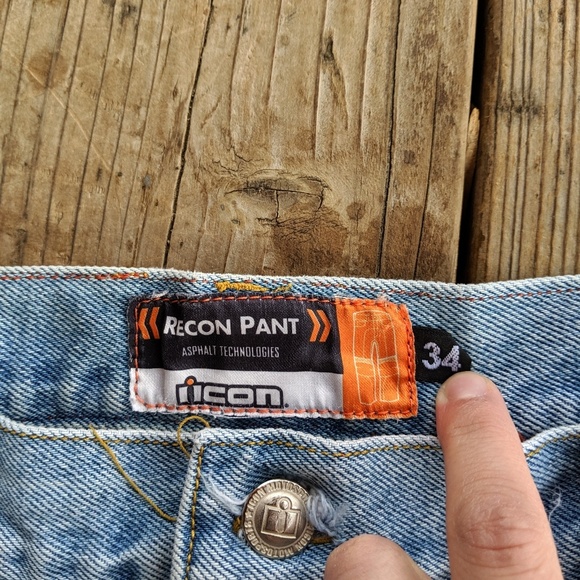 RECON PANT
ASPHALT TECHNOLOGIES
icon
34